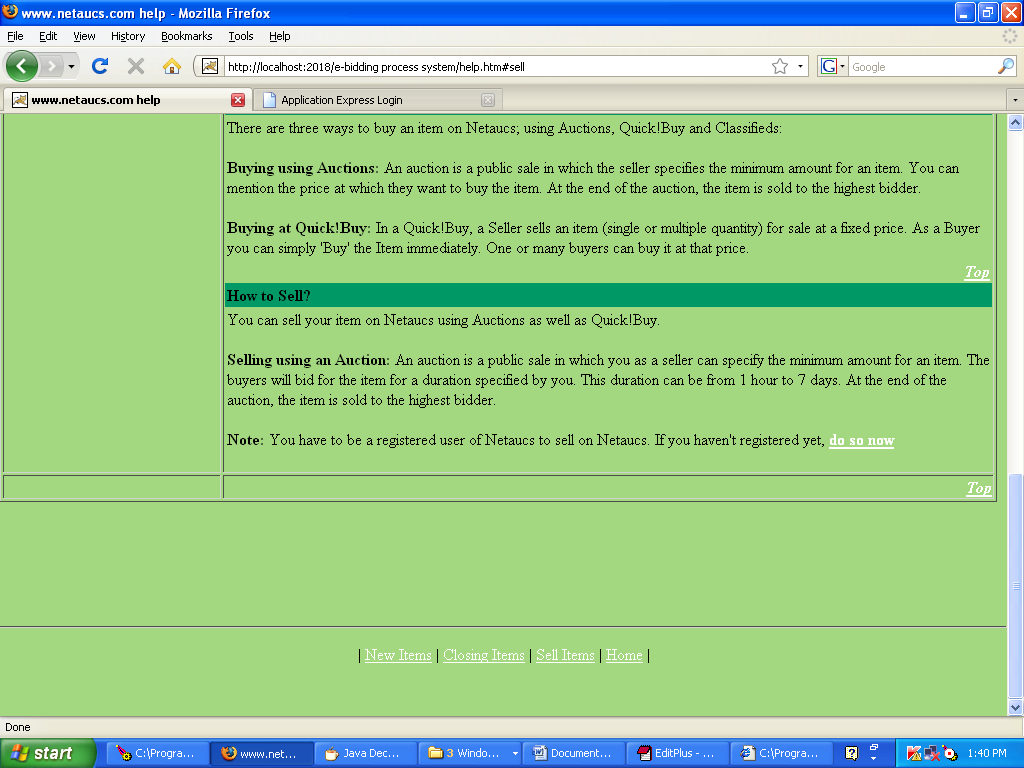 www.netaucs.com help - Mozilla Firefox
File Edit View History Bookmarks Tools Help
http://localhost:2018/e-bidding process system/help.htm#sell
G Google
www.netaucs.com help
Application Express Login
There are three ways to buy an item on Netaucs; using Auctions, Quick!Buy and Classifieds:
Buying using Auctions: An auction is a public sale in which the seller specifies the minimum amount for an item. You can
mention the price at which they want to buy the item. At the end of the auction, the item is sold to the highest bidder.
Buying at Quick!Buy: In a Quick!Buy, a Seller sells an item (single or multiple quantity) for sale at a fixed price. As a Buyer
you can simply 'Buy' the Item immediately. One or many buyers can buy it at that price.
Top
How to Sell?
You can sell your item on Netaucs using Auctions as well as Quick!Buy.
Selling using an Auction: An auction is a public sale in which you as a seller can specify the minimum amount for an item. The
buyers will bid for the item for a duration specified by you. This duration can be from 1 hour to 7 days. At the end of the
auction, the item is sold to the highest bidder.
Note: You have to be a registered user of Netaucs to sell on Netaucs. If you haven't registered yet, do so now
Top
| New Items | Closing Items | Sell Items | Home |
Done
start C:\Progra... www.net... Java Dec... 3 Windo... Document... EditPlus - ... C:\Progra... 1:40 PM